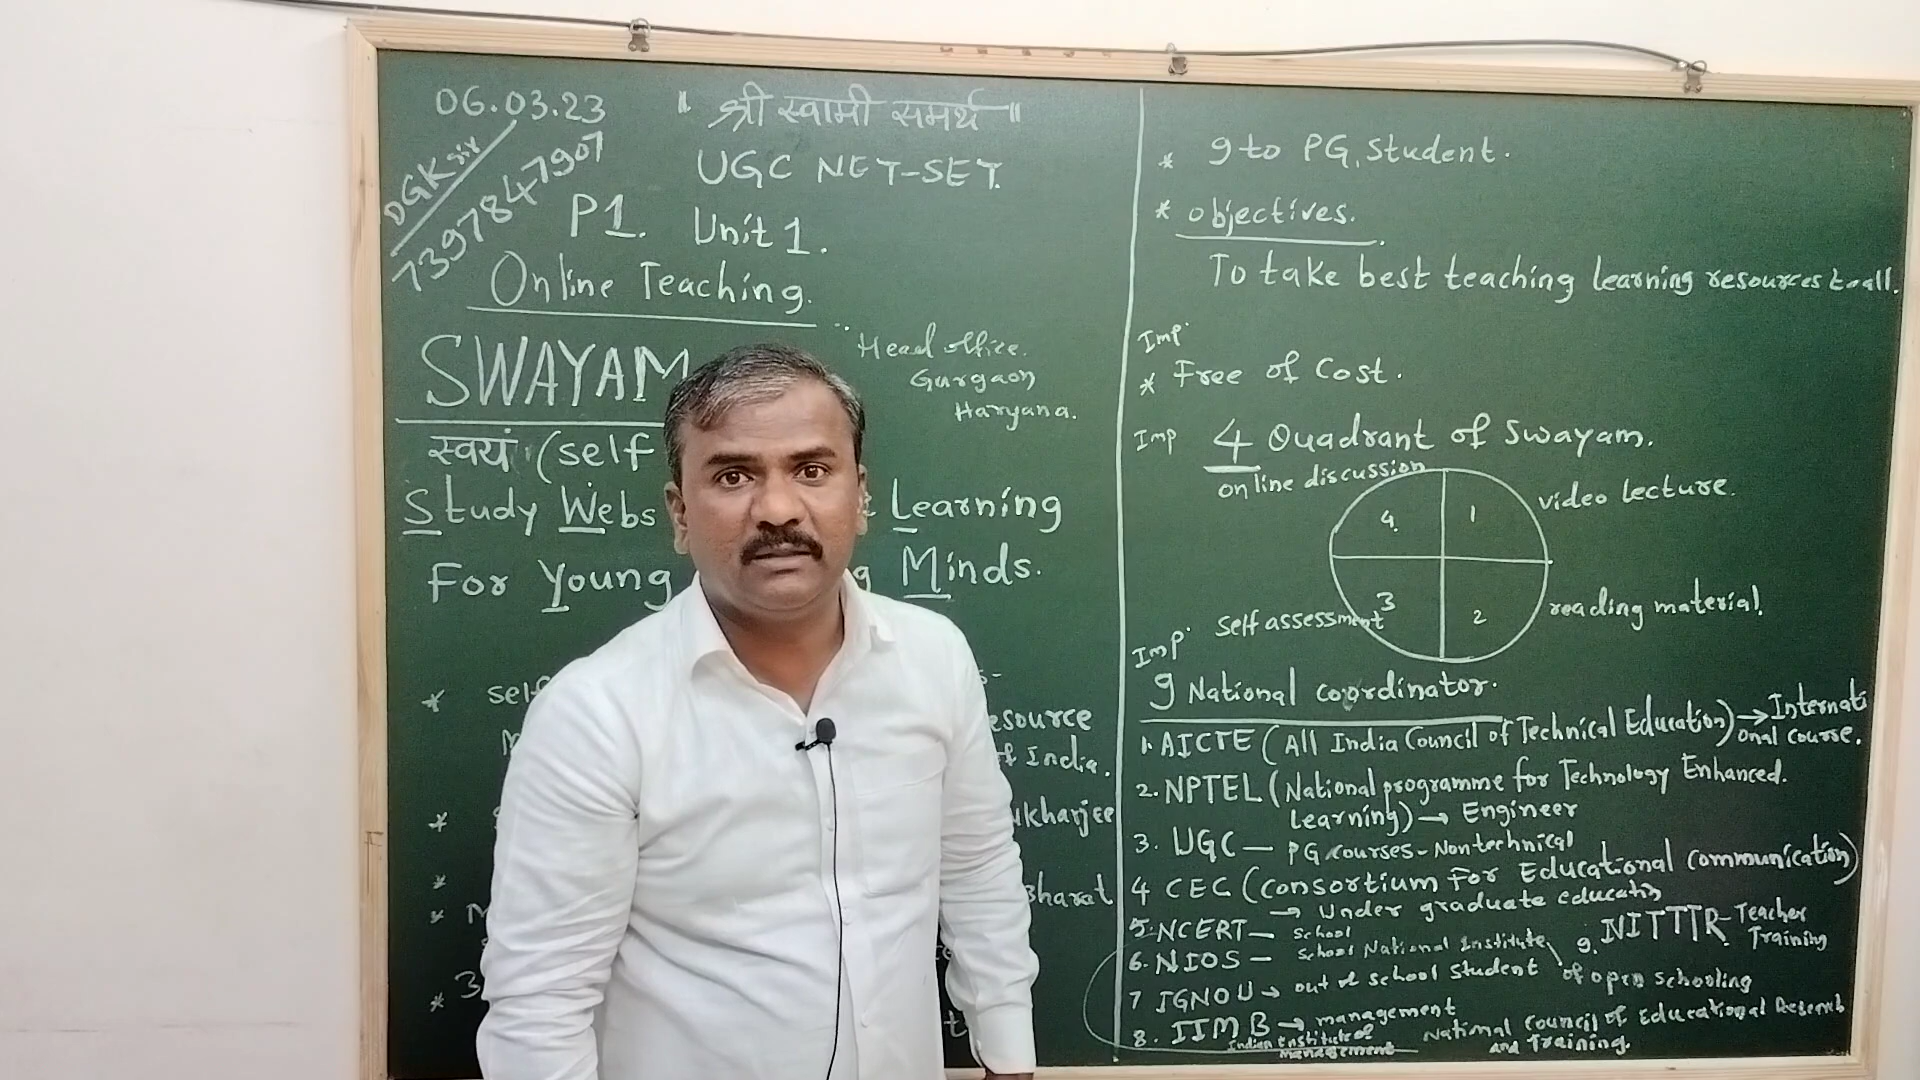 06.03.23
॥ श्री स्वामी समर्थ ॥
DGK sir
7397847907
UGC NET-SET.
P1. Unit 1.
Online Teaching.
SWAYAM
Head office.
Gurgaon
Haryana.
स्वयं (self
Study Webs Learning
For Young g Minds.
* self
esource
f India.
* ukharjee
* Bharat
* M
* 3
* 9 to PG. Student.
* objectives.
To take best teaching learning resources to all.
Imp
* Free of Cost.
Imp 4 Quadrant of Swayam.
online discussion
4.
1
video lecture.
Self assessment
3
2
reading material.
Imp
9 National coordinator.
1. AICTE (All India Council of Technical Education) → International course.
2. NPTEL (National programme for Technology Enhanced.
Learning) → Engineer
3. UGC — PG courses - Nontechnical
4 CEC (consortium For Educational communication)
→ Under graduate education
5. NCERT — School
6. NIOS — School National Institute
of open schooling
9. NITTTR - Teacher Training
7 IGNOU → out of school student
8. IIM B → management
Indian institute of management
National Council of Educational Research
and Training.